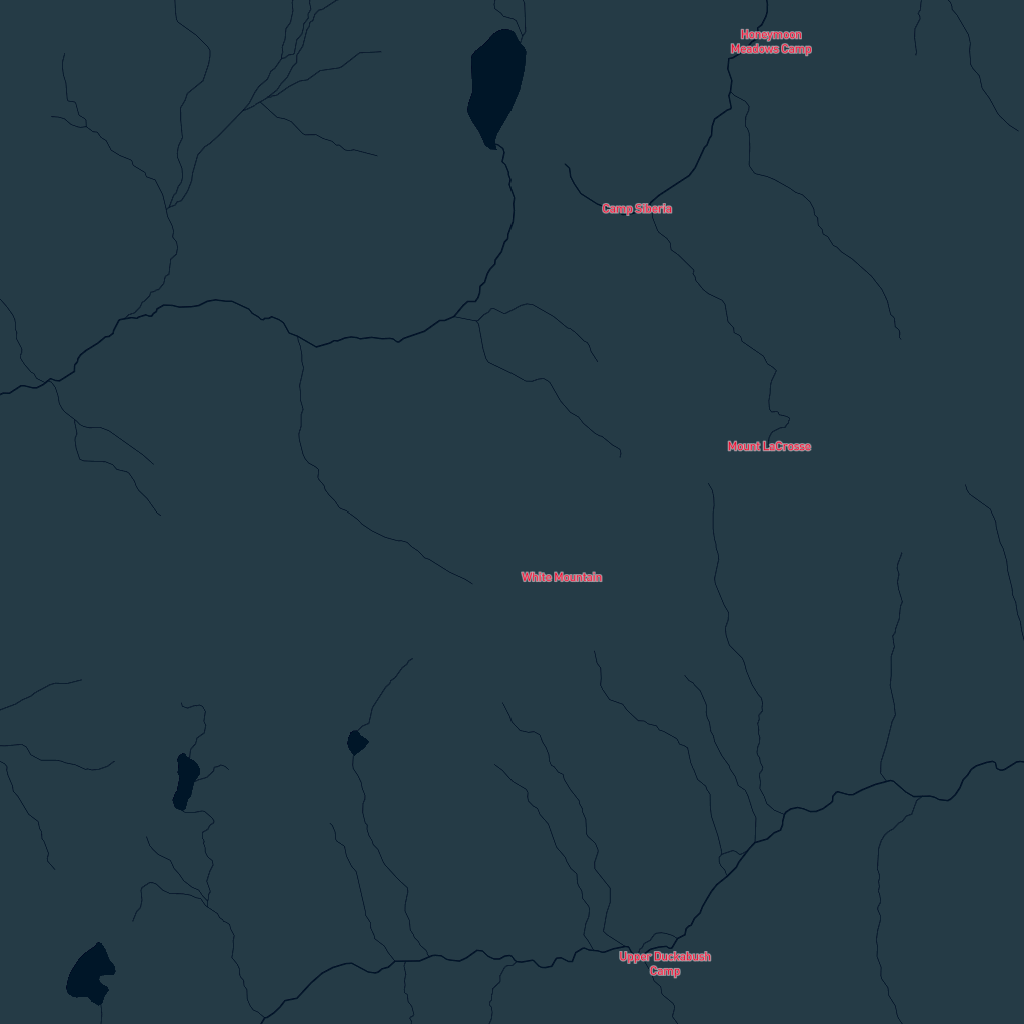 Honeymoon
Meadows Camp
Camp Siberia
Mount LaCrosse
White Mountain
Upper Duckabush
Camp